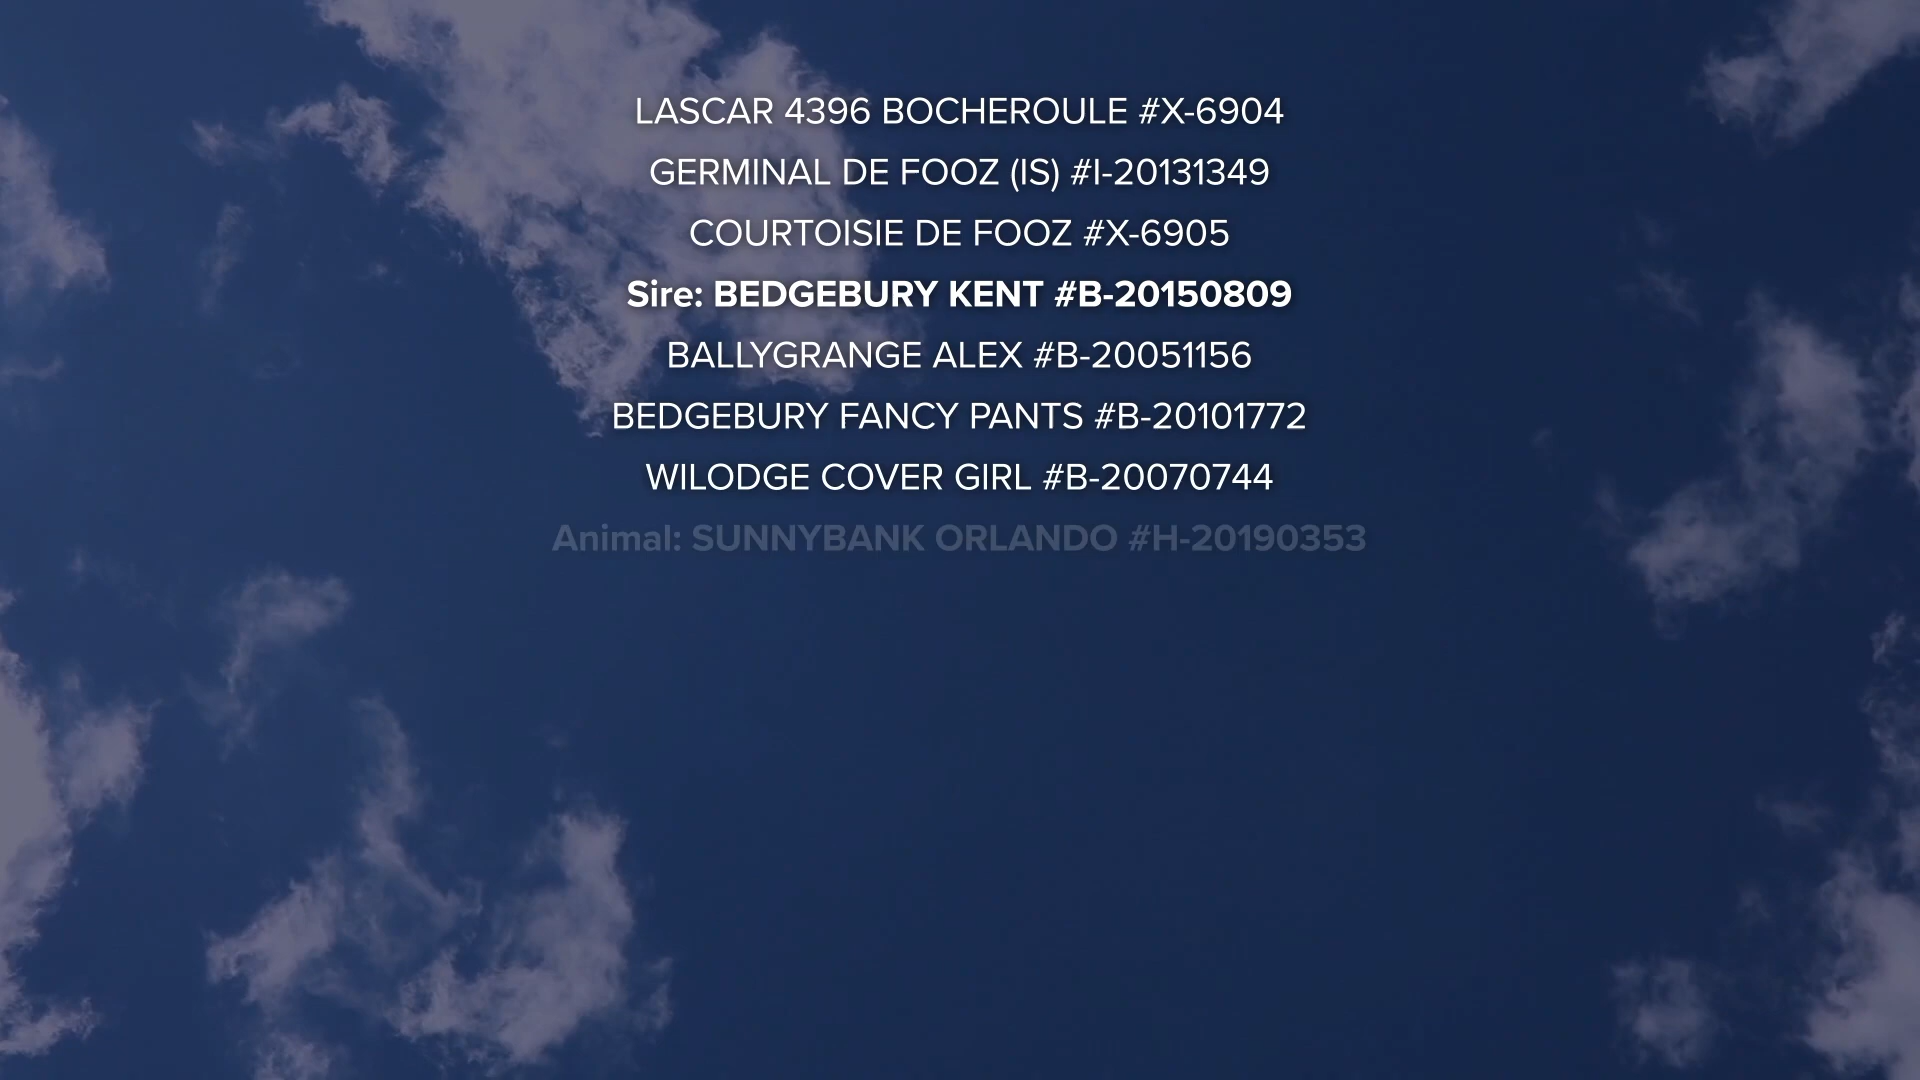 LASCAR 4396 BOCHEROULE #X-6904
GERMINAL DE FOOZ (IS) #I-20131349
COURTOISIE DE FOOZ #X-6905
Sire: BEDGEBURY KENT #B-20150809
BALLYGRANGE ALEX #B-20051156
BEDGEBURY FANCY PANTS #B-20101772
WILODGE COVER GIRL #B-20070744
Animal: SUNNYBANK ORLANDO #H-20190353